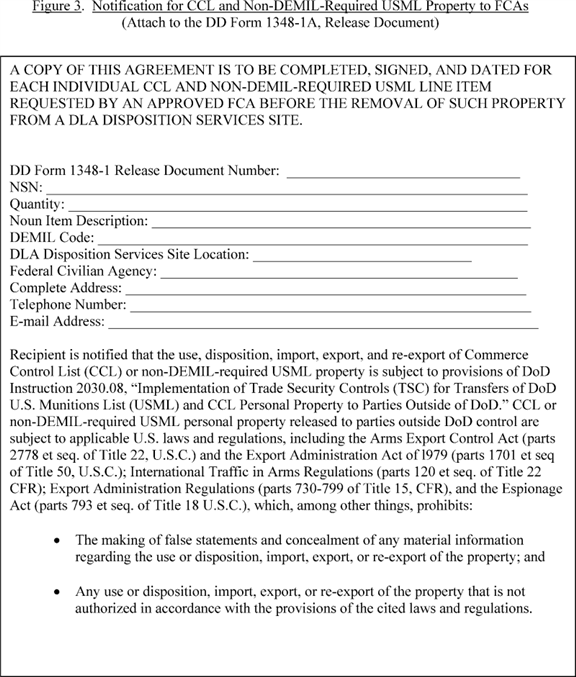 Figure 3.  Notification for CCL and Non-DEMIL-Required USML Property to FCAs
(Attach to the DD Form 1348-1A, Release Document)
A COPY OF THIS AGREEMENT IS TO BE COMPLETED, SIGNED, AND DATED FOR
EACH INDIVIDUAL CCL AND NON-DEMIL-REQUIRED USML LINE ITEM
REQUESTED BY AN APPROVED FCA BEFORE THE REMOVAL OF SUCH PROPERTY
FROM A DLA DISPOSITION SERVICES SITE.
DD Form 1348-1 Release Document Number:
NSN:
Quantity:
Noun Item Description:
DEMIL Code:
DLA Disposition Services Site Location:
Federal Civilian Agency:
Complete Address:
Telephone Number:
E-mail Address:
Recipient is notified that the use, disposition, import, export, and re-export of Commerce
Control List (CCL) or non-DEMIL-required USML property is subject to provisions of DoD
Instruction 2030.08, “Implementation of Trade Security Controls (TSC) for Transfers of DoD
U.S. Munitions List (USML) and CCL Personal Property to Parties Outside of DoD.” CCL or
non-DEMIL-required USML personal property released to parties outside DoD control are
subject to applicable U.S. laws and regulations, including the Arms Export Control Act (parts
2778 et seq. of Title 22, U.S.C.) and the Export Administration Act of l979 (parts 1701 et seq
of Title 50, U.S.C.); International Traffic in Arms Regulations (parts 120 et seq. of Title 22
CFR); Export Administration Regulations (parts 730-799 of Title 15, CFR), and the Espionage
Act (parts 793 et seq. of Title 18 U.S.C.), which, among other things, prohibits:
• The making of false statements and concealment of any material information
regarding the use or disposition, import, export, or re-export of the property; and
• Any use or disposition, import, export, or re-export of the property that is not
authorized in accordance with the provisions of the cited laws and regulations.